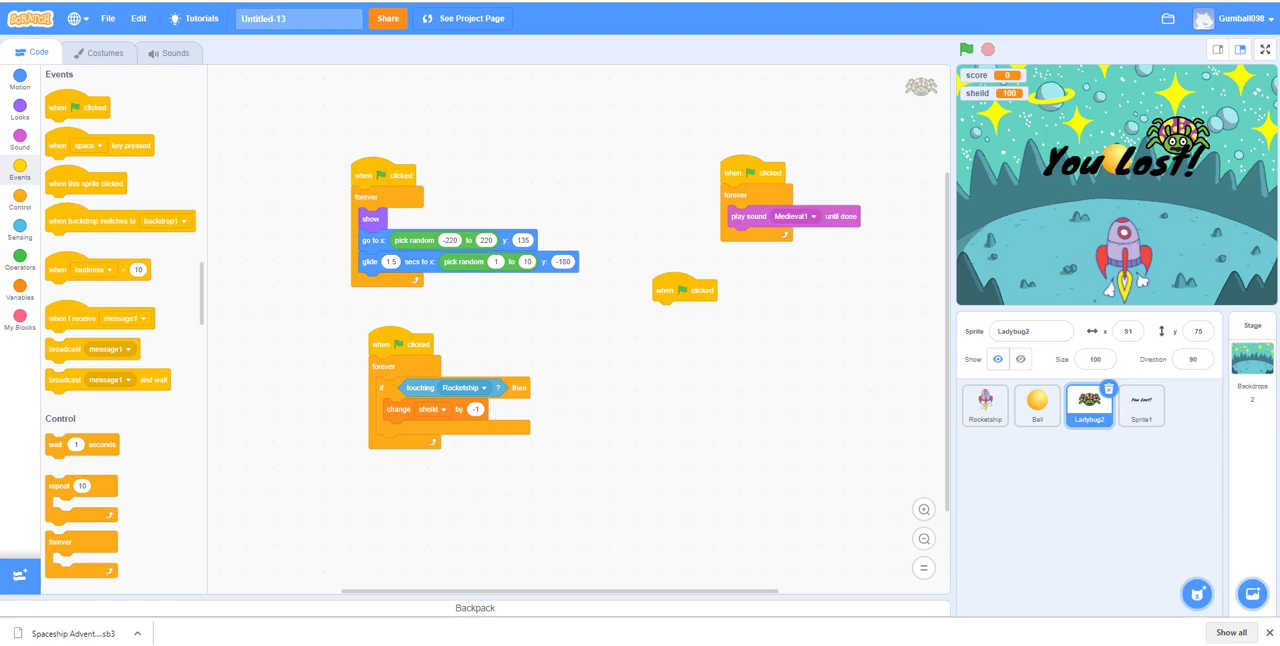 SCRATCH File Edit Tutorials Untitled-13 Share See Project Page Gumball098
Code Costumes Sounds
Motion
Looks
Sound
Events
Control
Sensing
Operators
Variables
My Blocks
Events
when clicked
when space key pressed
when this sprite clicked
when backdrop switches to backdrop1
when loudness > 10
when I receive message1
broadcast message1
broadcast message1 and wait
Control
wait 1 seconds
repeat 10
forever
when clicked
forever
show
go to x: pick random -220 to 220 y: 135
glide 1.5 secs to x: pick random 1 to 10 y: -180
when clicked
forever
if touching Rocketship ? then
change sheild by -1
when clicked
forever
play sound Medieval1 until done
when clicked
score 0
sheild 100
You Lost!
Sprite Ladybug2 x 91 y 75
Show Size 100 Direction 90
Rocketship Ball Ladybug2 Sprite1
You Lost!
Stage
Backdrops
2
Backpack
Spaceship Advent....sb3
Show all